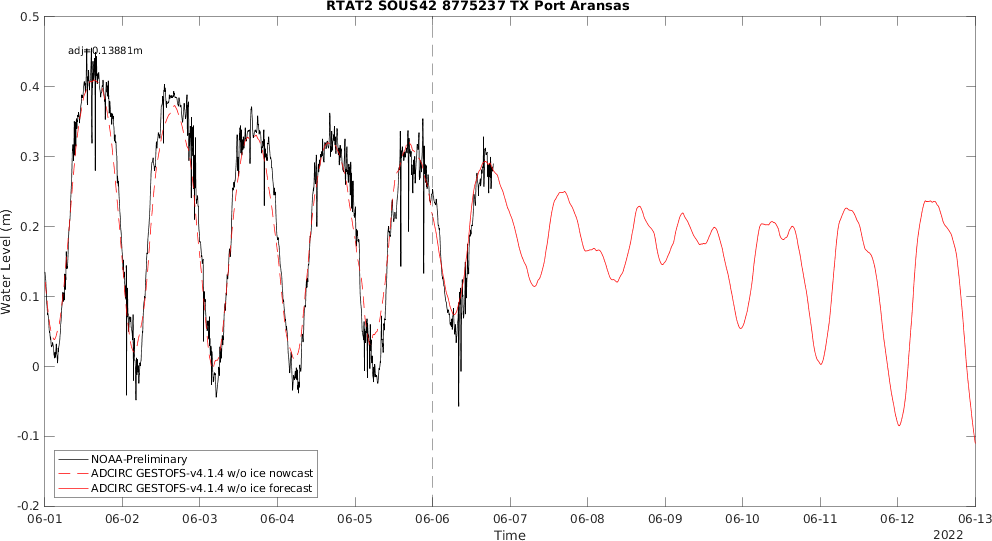 RTAT2 SOUS42 8775237 TX Port Aransas
0.5
adj=0.13881m
0.4
0.3
0.2
0.1
0
-0.1
-0.2
Water Level (m)
NOAA-Preliminary
ADCIRC GESTOFS-v4.1.4 w/o ice nowcast
ADCIRC GESTOFS-v4.1.4 w/o ice forecast
06-01 06-02 06-03 06-04 06-05 06-06 06-07 06-08 06-09 06-10 06-11 06-12 06-13
Time
2022